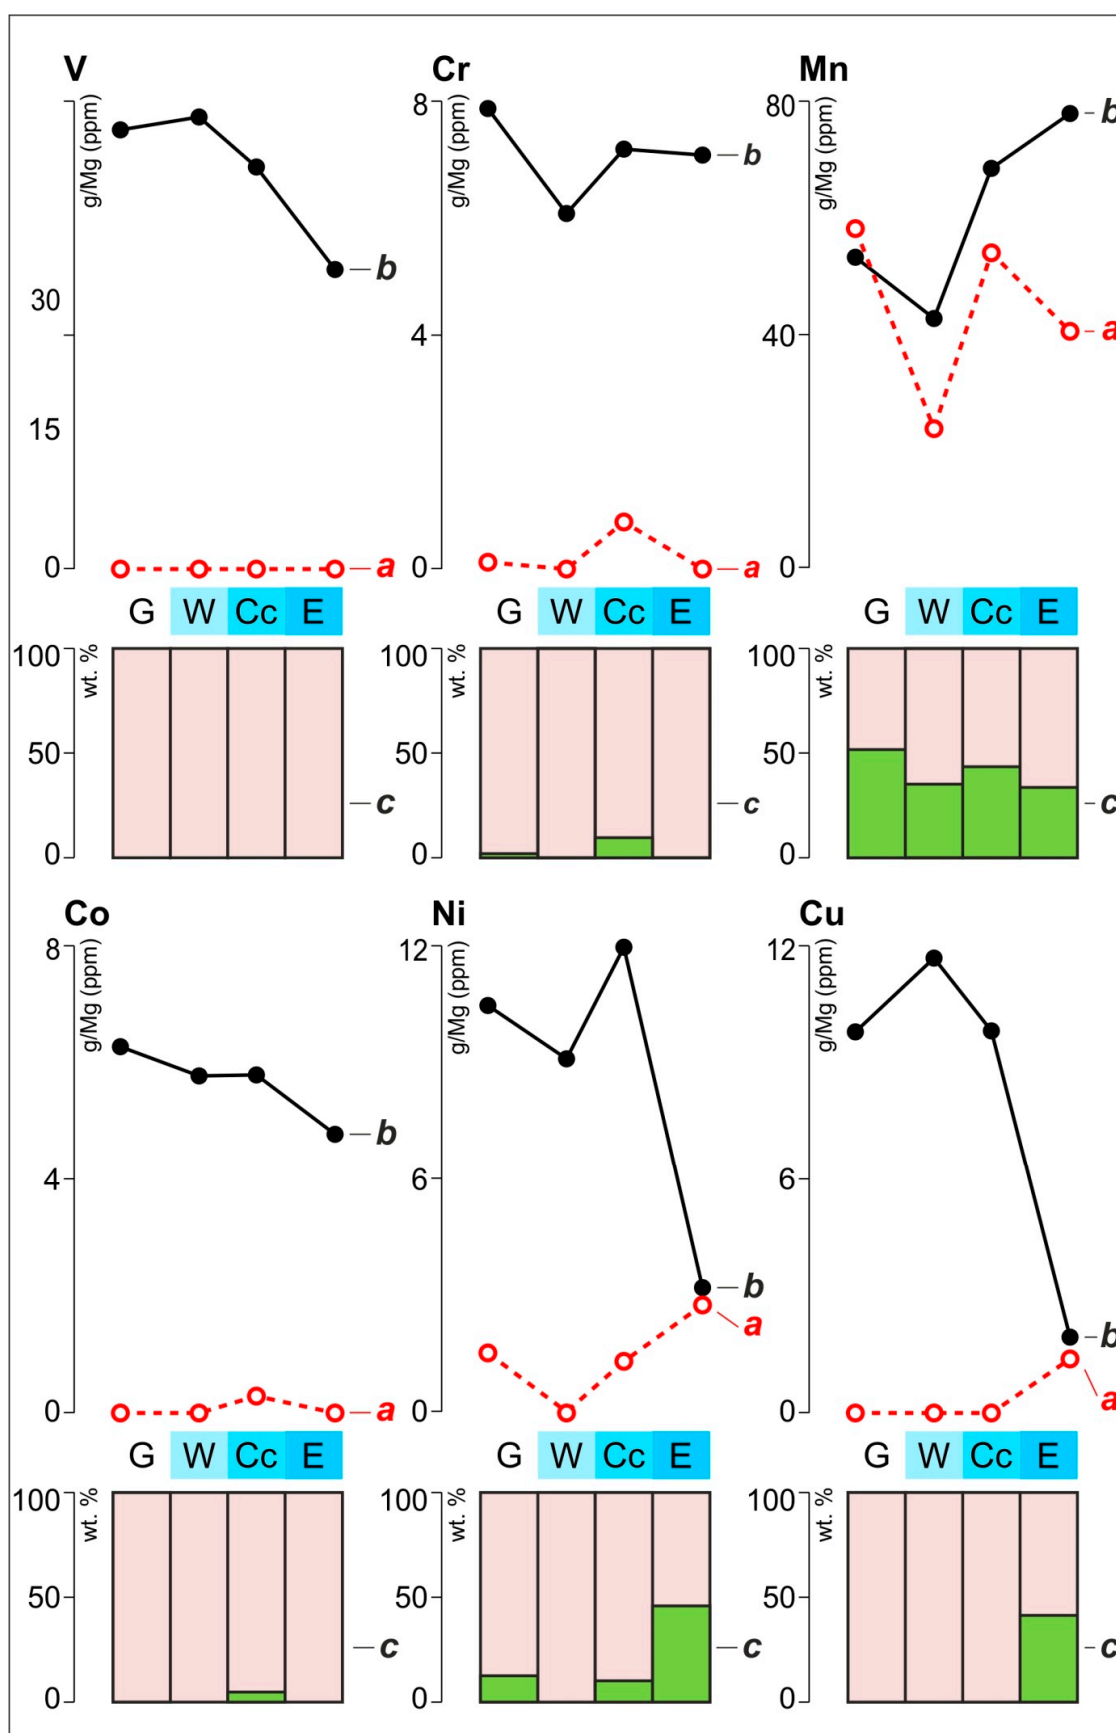 V Cr Mn
g/Mg (ppm) 8 g/Mg (ppm) 80 g/Mg (ppm)
b b b
30 4 40 a
15
0 a 0 a 0
G W Cc E G W Cc E G W Cc E
100 wt. % 100 wt. % 100 wt. %
50 50 50
c c c
0 0 0
Co Ni Cu
8 g/Mg (ppm) 12 g/Mg (ppm) 12 g/Mg (ppm)
b
4 6 6
b b
a a
0 a 0 0
G W Cc E G W Cc E G W Cc E
100 wt. % 100 wt. % 100 wt. %
50 50 50
c c c
0 0 0